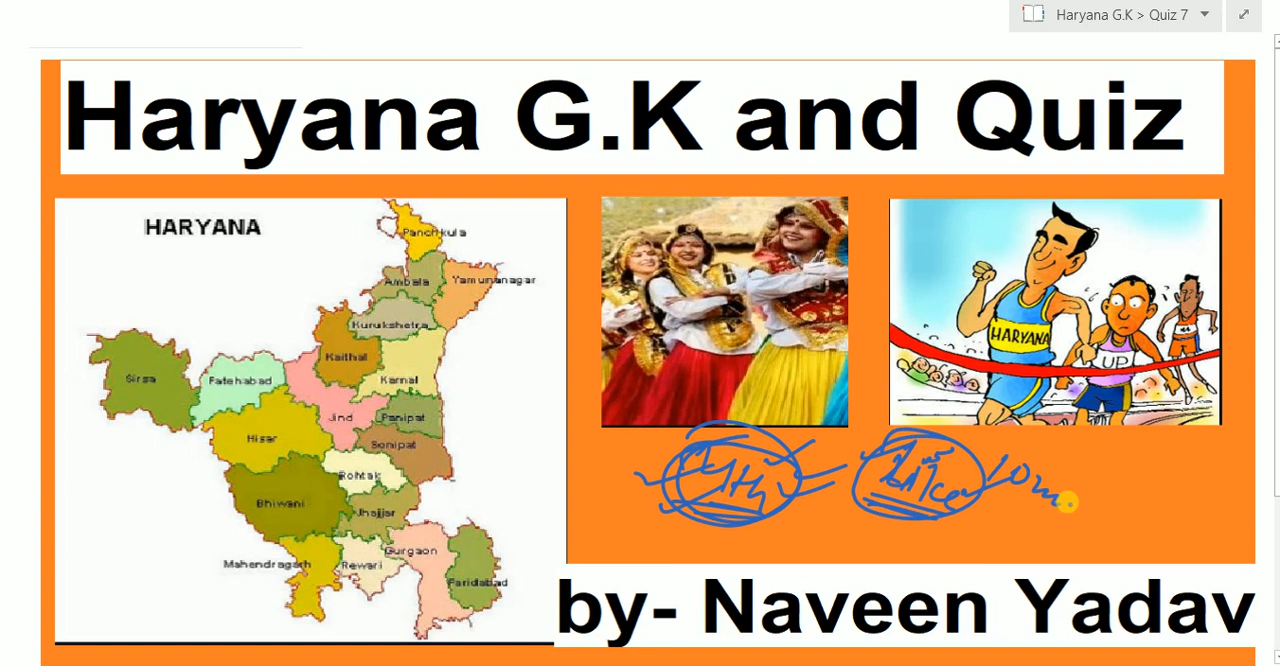 Haryana G.K > Quiz 7
Haryana G.K and Quiz
HARYANA
Panchkula
Ambala
Yamunanagar
Kurukshetra
Kaithal
Karnal
Sirsa
Fatehabad
Jind
Panipat
Hisar
Sonipat
Rohtak
Bhiwani
Jhajjar
Mahendragarh
Rewari
Gurgaon
Faridabad
HARYANA
UP
by- Naveen Yadav